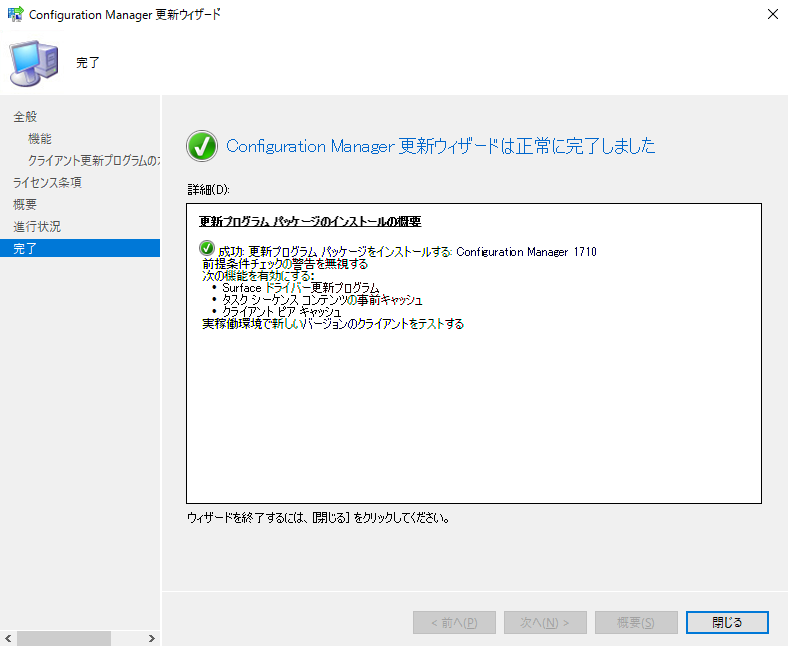 Configuration Manager 更新ウィザード
完了
全般
機能
クライアント更新プログラムの
ライセンス条項
概要
進行状況
完了
Configuration Manager 更新ウィザードは正常に完了しました
詳細(D):
更新プログラム パッケージのインストールの概要
成功: 更新プログラム パッケージをインストールする: Configuration Manager 1710
前提条件チェックの警告を無視する
次の機能を有効にする:
• Surface ドライバー更新プログラム
• タスク シーケンス コンテンツの事前キャッシュ
• クライアント ピア キャッシュ
実稼働環境で新しいバージョンのクライアントをテストする
ウィザードを終了するには、[閉じる] をクリックしてください。
< 前へ(P)
次へ(N) >
概要(S)
閉じる